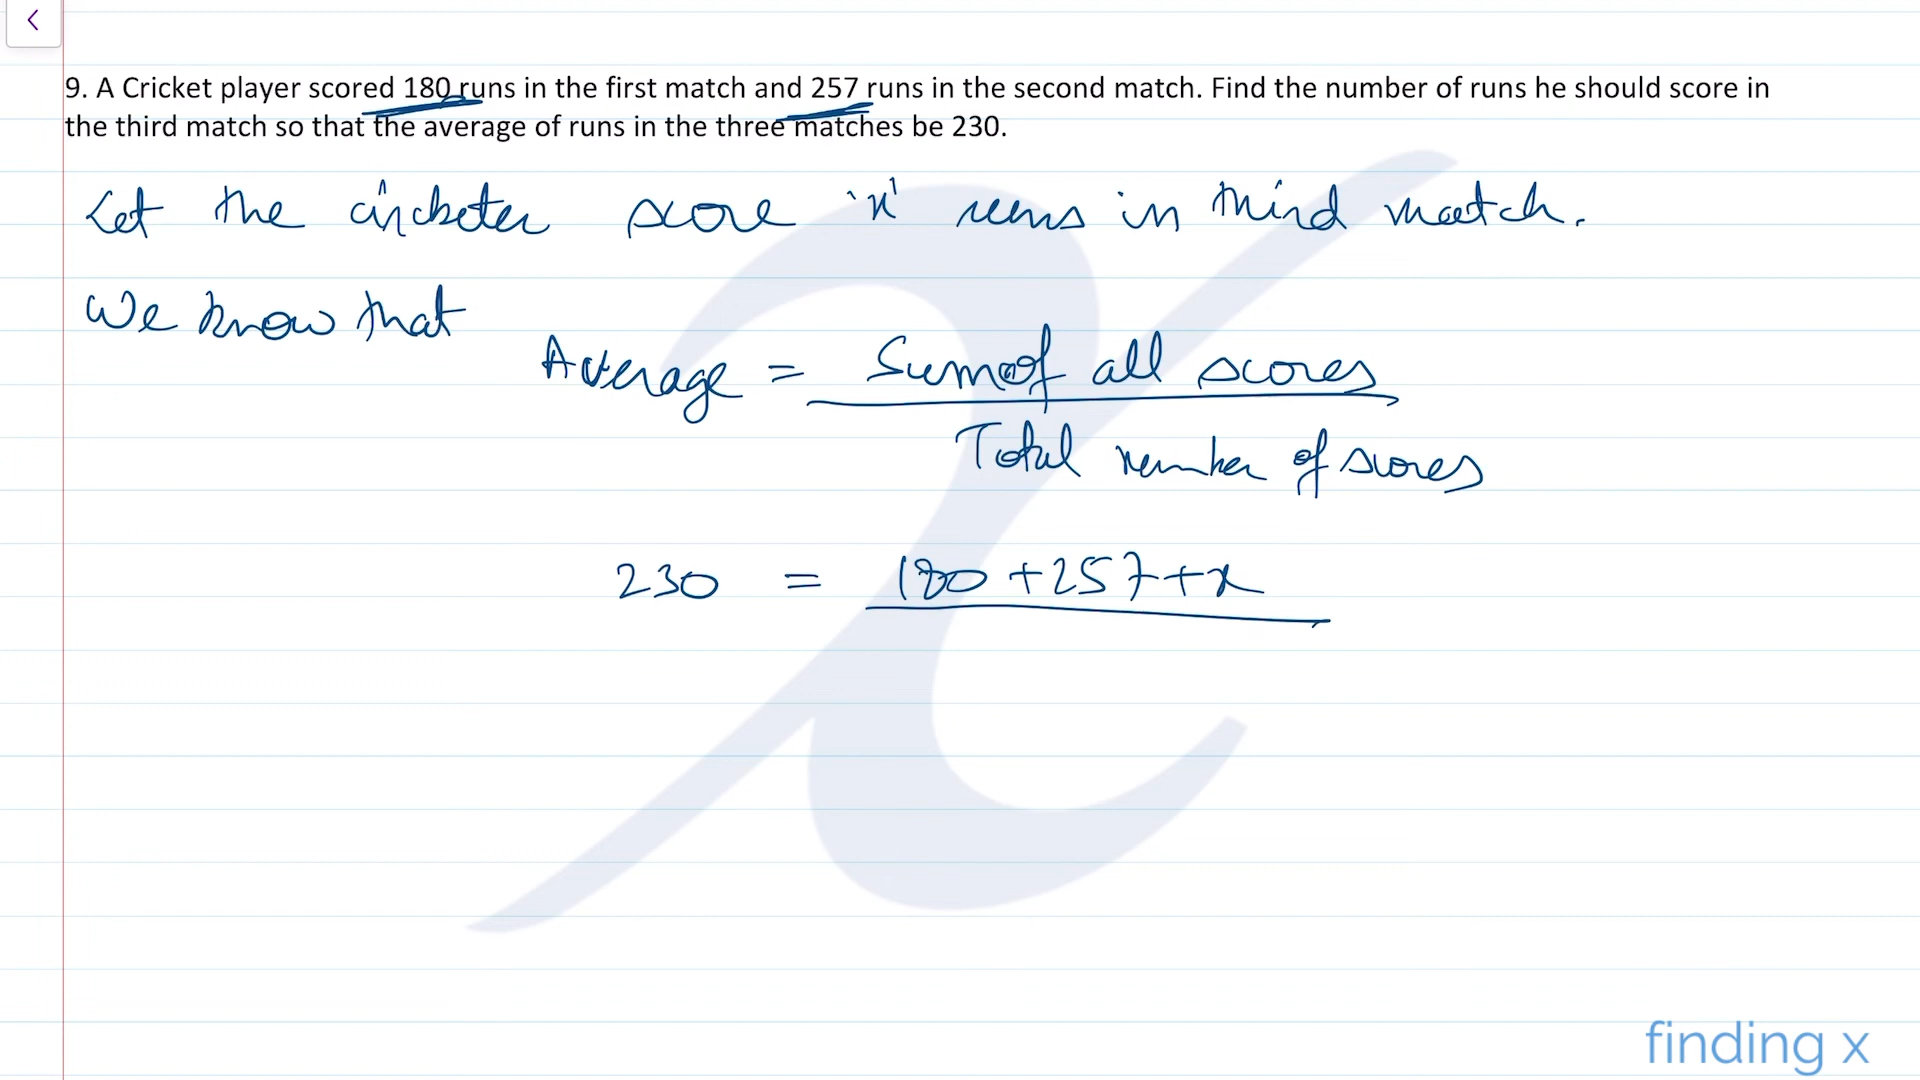 9. A Cricket player scored 180 runs in the first match and 257 runs in the second match. Find the number of runs he should score in
the third match so that the average of runs in the three matches be 230.
Let the cricketer score 'x' runs in third match.
We know that
Average = Sum of all scores
Total number of scores
230 = 180 + 257 + x
finding x